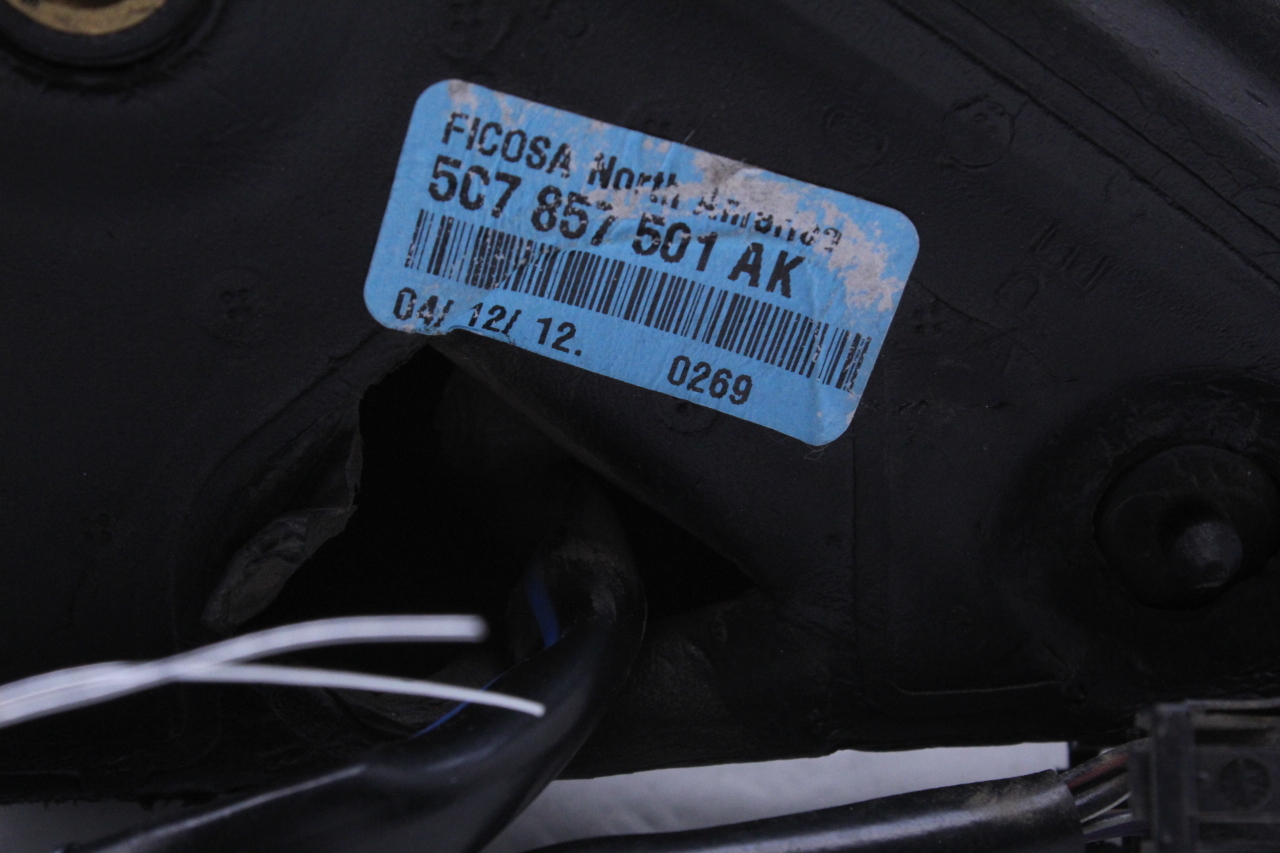 FICOSA North America
5C7 857 501 AK
04/ 12/ 12.
0269